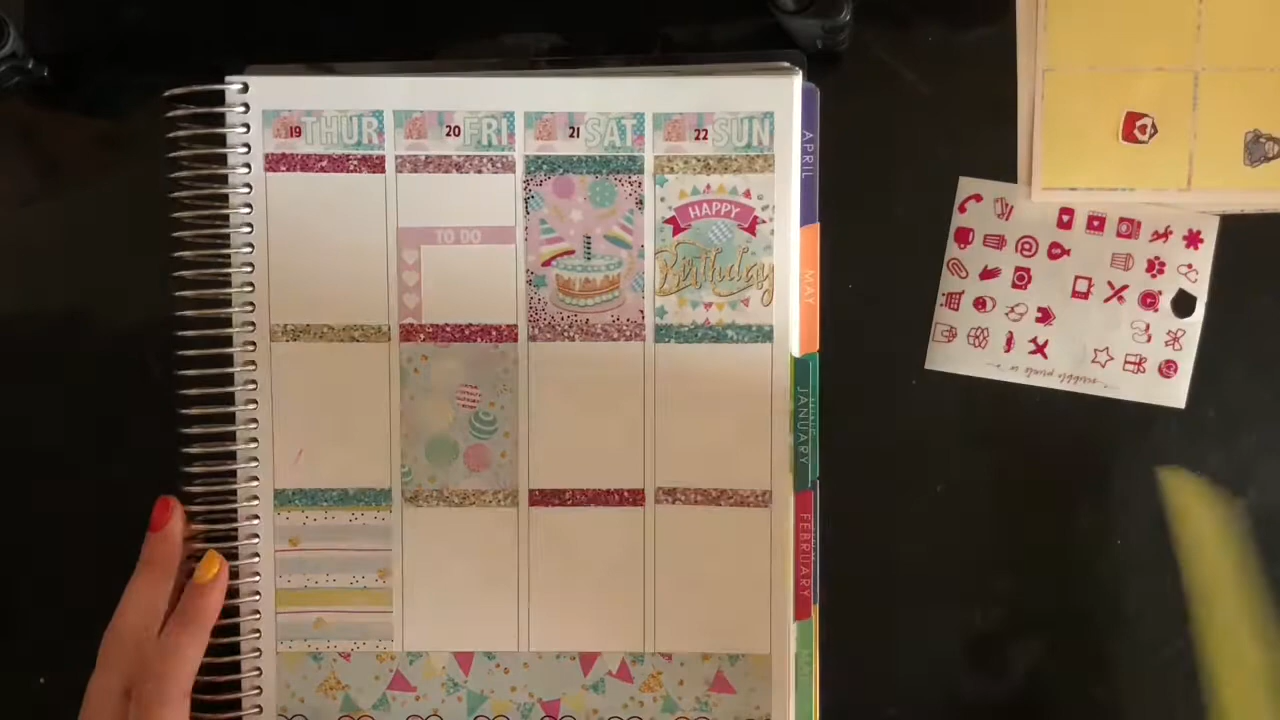 19 THUR 20 FRI 21 SAT 22 SUN
HAPPY
Birthday
TO DO
APRIL
MAY
JANUARY
FEBRUARY